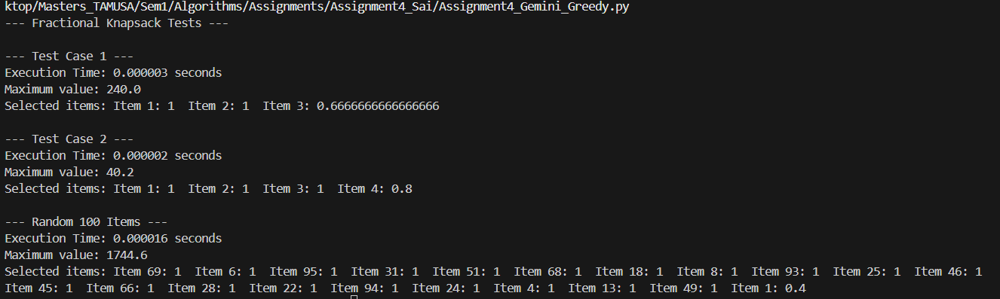 ktop/Masters_TAMUSA/Sem1/Algorithms/Assignments/Assignment4_Sai/Assignment4_Gemini_Greedy.py
--- Fractional Knapsack Tests ---
--- Test Case 1 ---
Execution Time: 0.000003 seconds
Maximum value: 240.0
Selected items: Item 1: 1  Item 2: 1  Item 3: 0.6666666666666666
--- Test Case 2 ---
Execution Time: 0.000002 seconds
Maximum value: 40.2
Selected items: Item 1: 1  Item 2: 1  Item 3: 1  Item 4: 0.8
--- Random 100 Items ---
Execution Time: 0.000016 seconds
Maximum value: 1744.6
Selected items: Item 69: 1  Item 6: 1  Item 95: 1  Item 31: 1  Item 51: 1  Item 68: 1  Item 18: 1  Item 8: 1  Item 93: 1  Item 25: 1  Item 46: 1
Item 45: 1  Item 66: 1  Item 28: 1  Item 22: 1  Item 94: 1  Item 24: 1  Item 4: 1  Item 13: 1  Item 49: 1  Item 1: 0.4